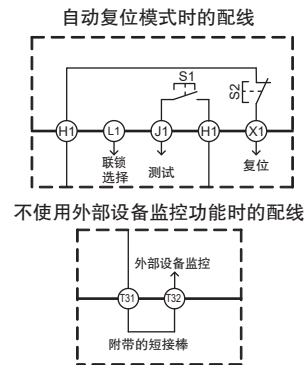 自动复位模式时的配线
S1
S2
H1 L1 J1 H1 X1
联锁选择 测试 复位
不使用外部设备监控功能时的配线
外部设备监控
T31 T32
附带的短接棒